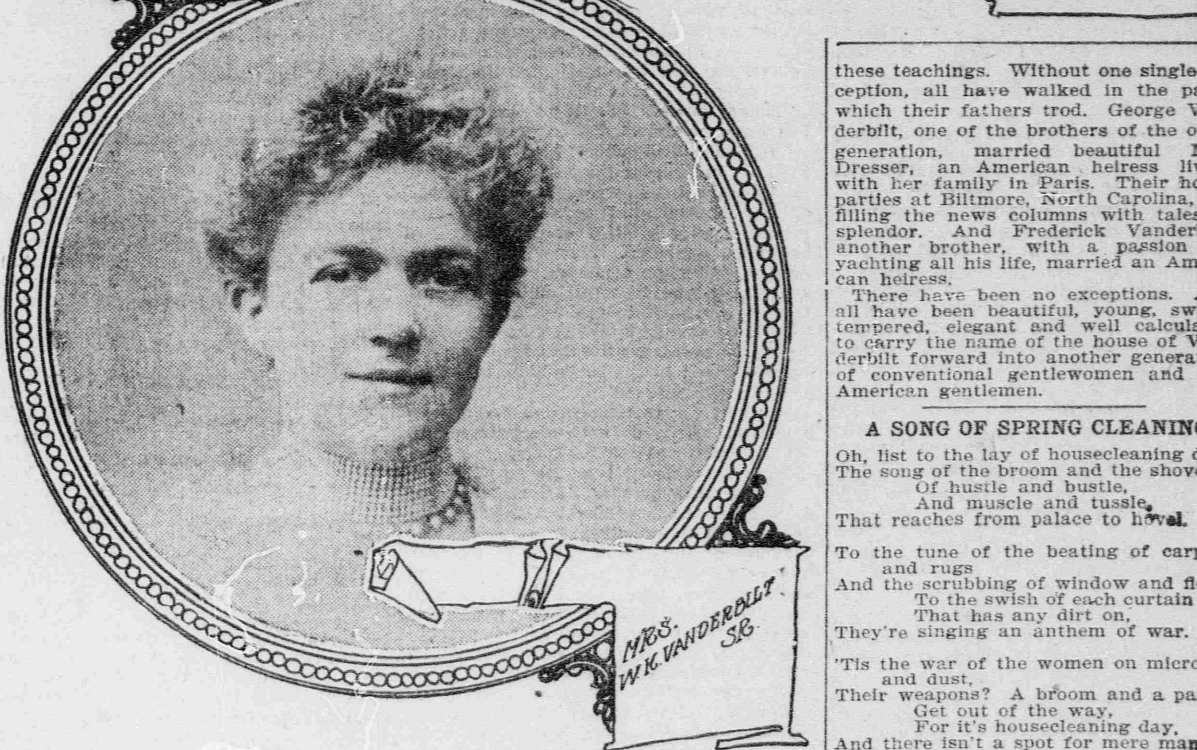 MRS.
W.K. VANDERBILT
SR.
these teachings. Without one single
ception, all have walked in the pa
which their fathers trod. George V
derbilt, one of the brothers of the o
generation, married beautiful M
Dresser, an American heiress liv
with her family in Paris. Their ho
parties at Biltmore, North Carolina,
filling the news columns with tales
splendor. And Frederick Vander
another brother, with a passion
yachting all his life, married an Am
can heiress.
There have been no exceptions.
all have been beautiful, young, sw
tempered, elegant and well calcula
to carry the name of the house of V
derbilt forward into another genera
of conventional gentlewomen and
American gentlemen.
A SONG OF SPRING CLEANING
Oh, list to the lay of housecleaning d
The song of the broom and the shove
Of hustle and bustle,
And muscle and tussle,
That reaches from palace to hovel.
To the tune of the beating of carp
and rugs
And the scrubbing of window and fl
To the swish of each curtain
That has any dirt on,
They're singing an anthem of war.
'Tis the war of the women on micro
and dust,
Their weapons? A broom and a pa
Get out of the way,
For it's housecleaning day,
And there isn't a spot for mere man